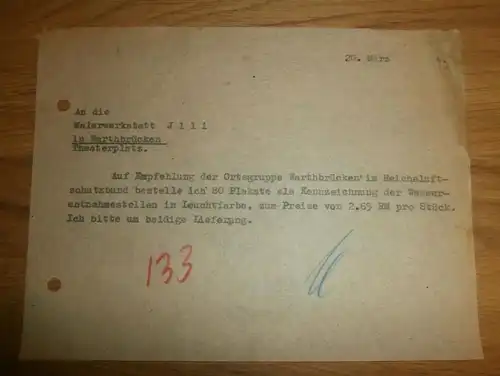 20. März 4.
An die
Malerwerkstatt J i l l
in Warthbrücken
Theaterplatz.
Auf Empfehlung der Ortsgruppe Warthbrücken im Reichsluft-
schutzbund bestelle ich 80 Plakate als Kennzeichnung der Wasser-
entnahmestellen in Leuchtfarbe, zum Preise von 2.65 RM pro Stück.
Ich bitte um baldige Lieferung.
133